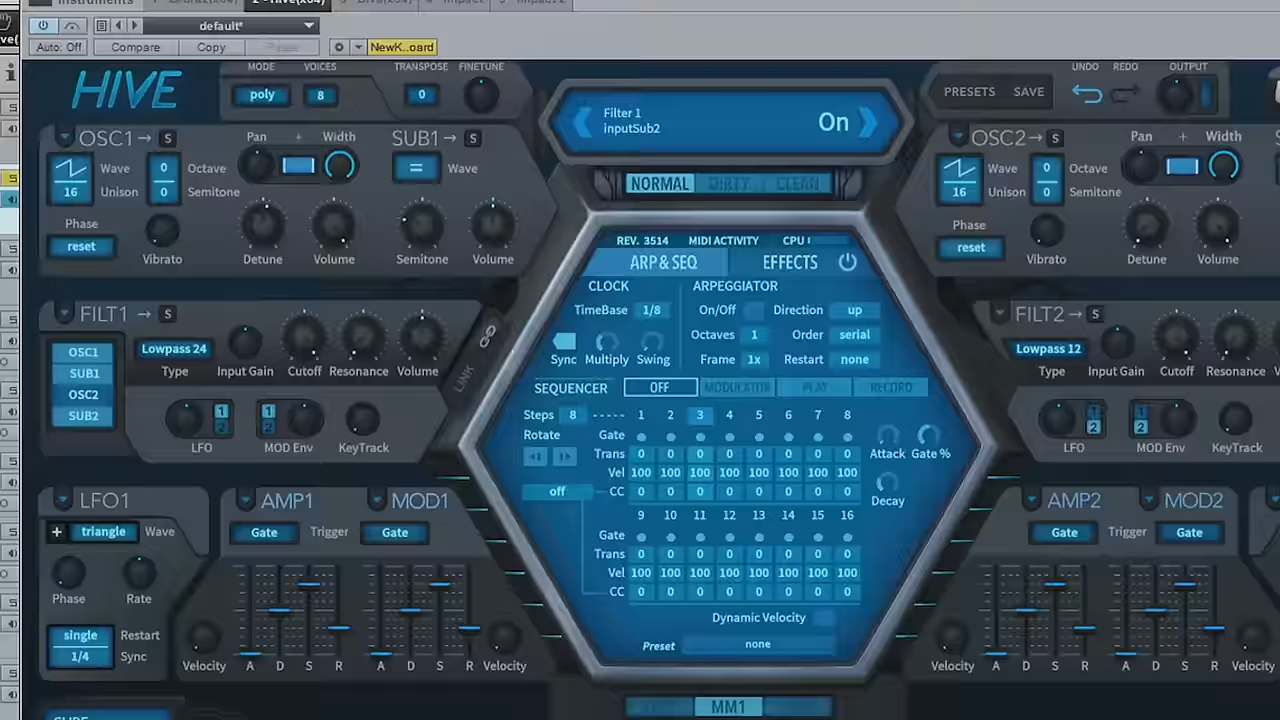 Instruments
default*
Auto: Off Compare Copy Paste NewK..oard
HIVE
MODE VOICES TRANSPOSE FINETUNE
poly 8 0
Filter 1
inputSub2
On
PRESETS SAVE UNDO REDO OUTPUT
NORMAL DIRTY CLEAN
OSC1 S Pan + Width SUB1 S
Wave 0 Octave = Wave
16 Unison 0 Semitone
Phase
reset Vibrato Detune Volume Semitone Volume
OSC2 S Pan + Width
Wave 0 Octave
16 Unison 0 Semitone
Phase
reset Vibrato Detune Volume
REV. 3514 MIDI ACTIVITY CPU
ARP & SEQ EFFECTS
CLOCK ARPEGGIATOR
TimeBase 1/8 On/Off Direction up
Octaves 1 Order serial
Sync Multiply Swing Frame 1x Restart none
SEQUENCER OFF MODULATOR PLAY RECORD
Steps 8 ----- 1 2 3 4 5 6 7 8
Rotate Gate
Trans 0 0 0 0 0 0 0 0 Attack Gate %
Vel 100 100 100 100 100 100 100 100
off CC 0 0 0 0 0 0 0 0 Decay
9 10 11 12 13 14 15 16
Gate
Trans 0 0 0 0 0 0 0 0
Vel 100 100 100 100 100 100 100 100
CC 0 0 0 0 0 0 0 0
Dynamic Velocity
Preset none
FILT1 S
OSC1
SUB1
OSC2
SUB2
Lowpass 24
Type Input Gain Cutoff Resonance Volume
1 2 1 2
LFO MOD Env KeyTrack
LINK
FILT2 S
Lowpass 12
Type Input Gain Cutoff Resonance
1 2 1 2
LFO MOD Env KeyTrack
LFO1 AMP1 MOD1
+ triangle Wave Gate Trigger Gate
Phase Rate
single Restart
1/4 Sync
Velocity A D S R A D S R Velocity
AMP2 MOD2
Gate Trigger Gate
Velocity A D S R A D S R Velocity
MM1